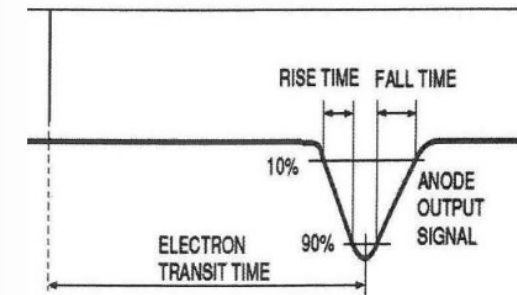 RISE TIME FALL TIME
10%
ANODE
OUTPUT
SIGNAL
90%
ELECTRON
TRANSIT TIME